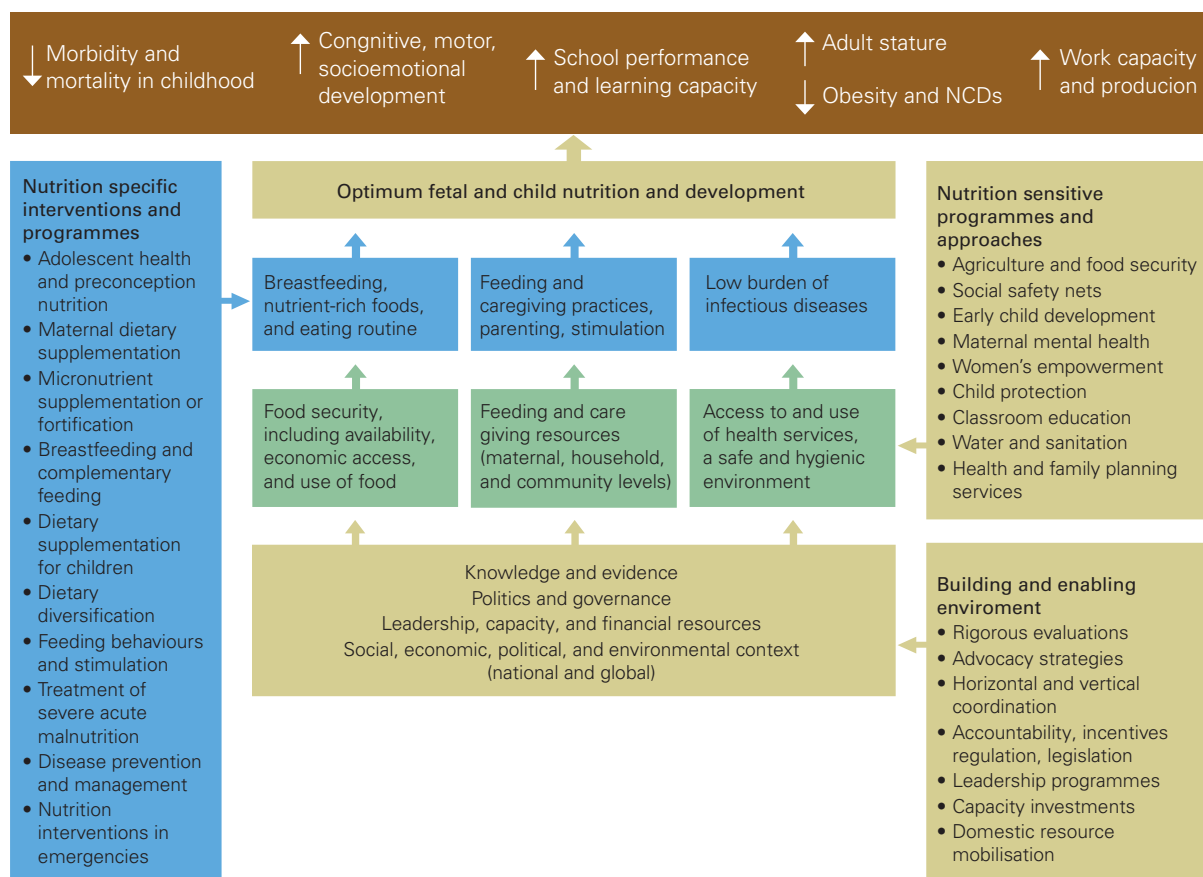 Morbidity and
mortality in childhood
Congnitive, motor,
socioemotional
development
School performance
and learning capacity
Adult stature
Obesity and NCDs
Work capacity
and producion
Nutrition specific
interventions and
programmes
• Adolescent health
and preconception
nutrition
• Maternal dietary
supplementation
• Micronutrient
supplementation or
fortification
• Breastfeeding and
complementary
feeding
• Dietary
supplementation
for children
• Dietary
diversification
• Feeding behaviours
and stimulation
• Treatment of
severe acute
malnutrition
• Disease prevention
and management
• Nutrition
interventions in
emergencies
Optimum fetal and child nutrition and development
Breastfeeding,
nutrient-rich foods,
and eating routine
Feeding and
caregiving practices,
parenting, stimulation
Low burden of
infectious diseases
Food security,
including availability,
economic access,
and use of food
Feeding and care
giving resources
(maternal, household,
and community levels)
Access to and use
of health services,
a safe and hygienic
environment
Knowledge and evidence
Politics and governance
Leadership, capacity, and financial resources
Social, economic, political, and environmental context
(national and global)
Nutrition sensitive
programmes and
approaches
• Agriculture and food security
• Social safety nets
• Early child development
• Maternal mental health
• Women's empowerment
• Child protection
• Classroom education
• Water and sanitation
• Health and family planning
services
Building and enabling
enviroment
• Rigorous evaluations
• Advocacy strategies
• Horizontal and vertical
coordination
• Accountability, incentives
regulation, legislation
• Leadership programmes
• Capacity investments
• Domestic resource
mobilisation